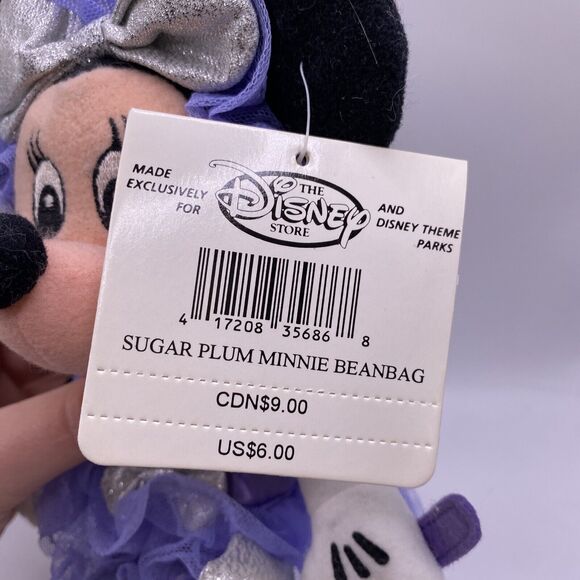 MADE
EXCLUSIVELY
FOR
THE
DISNEY
STORE
AND
DISNEY THEME
PARKS
4 17208 35686 8
SUGAR PLUM MINNIE BEANBAG
CDN$9.00
US$6.00